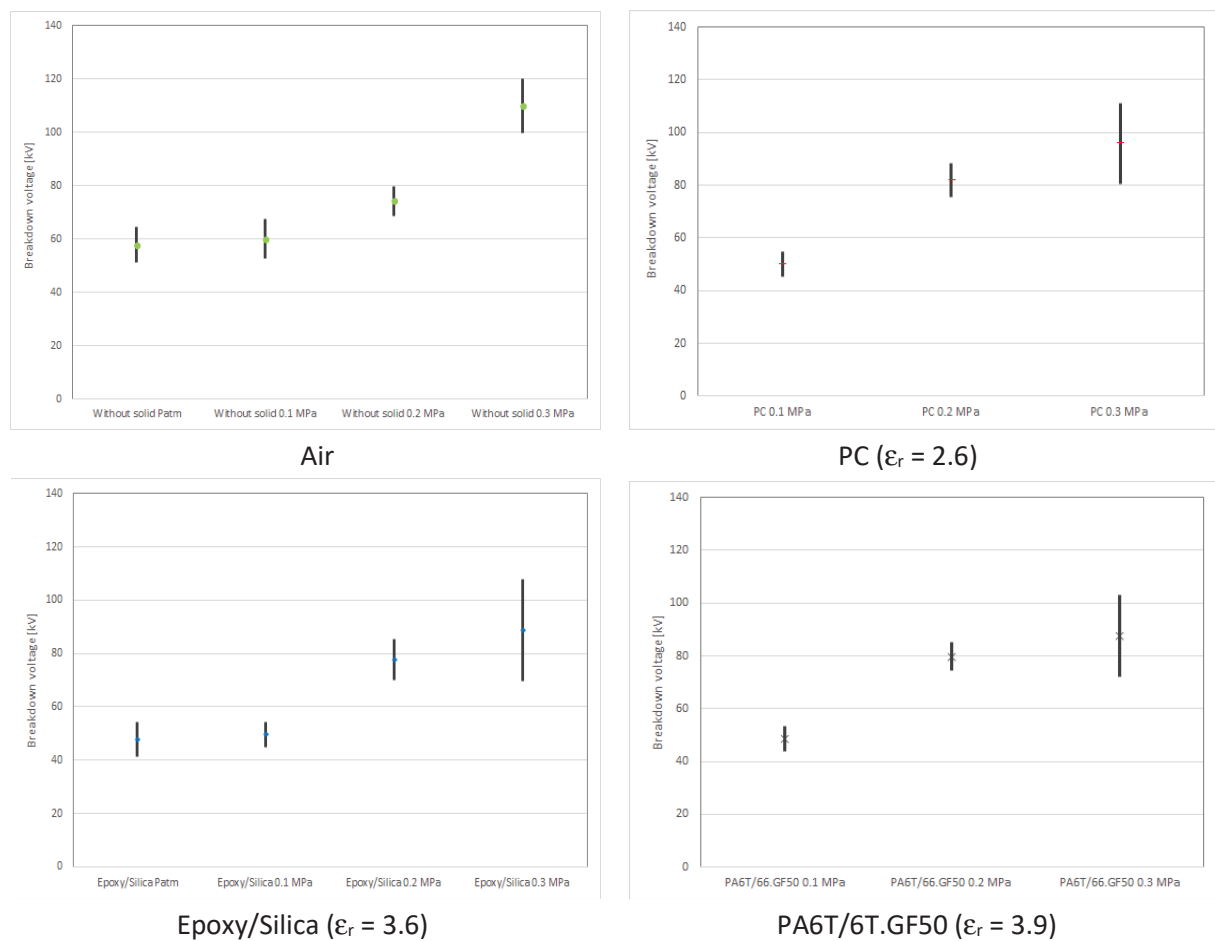 140
120
100
80
60
40
20
0
Breakdown voltage [kV]
Without solid Patm
Without solid 0.1 MPa
Without solid 0.2 MPa
Without solid 0.3 MPa
Air
140
120
100
80
60
40
20
0
Breakdown voltage [kV]
PC 0.1 MPa
PC 0.2 MPa
PC 0.3 MPa
PC (εr = 2.6)
140
120
100
80
60
40
20
0
Breakdown voltage [kV]
Epoxy/Silica Patm
Epoxy/Silica 0.1 MPa
Epoxy/Silica 0.2 MPa
Epoxy/Silica 0.3 MPa
Epoxy/Silica (εr = 3.6)
140
120
100
80
60
40
20
0
Breakdown voltage [kV]
PA6T/66.GF50 0.1 MPa
PA6T/66.GF50 0.2 MPa
PA6T/66.GF50 0.3 MPa
PA6T/6T.GF50 (εr = 3.9)